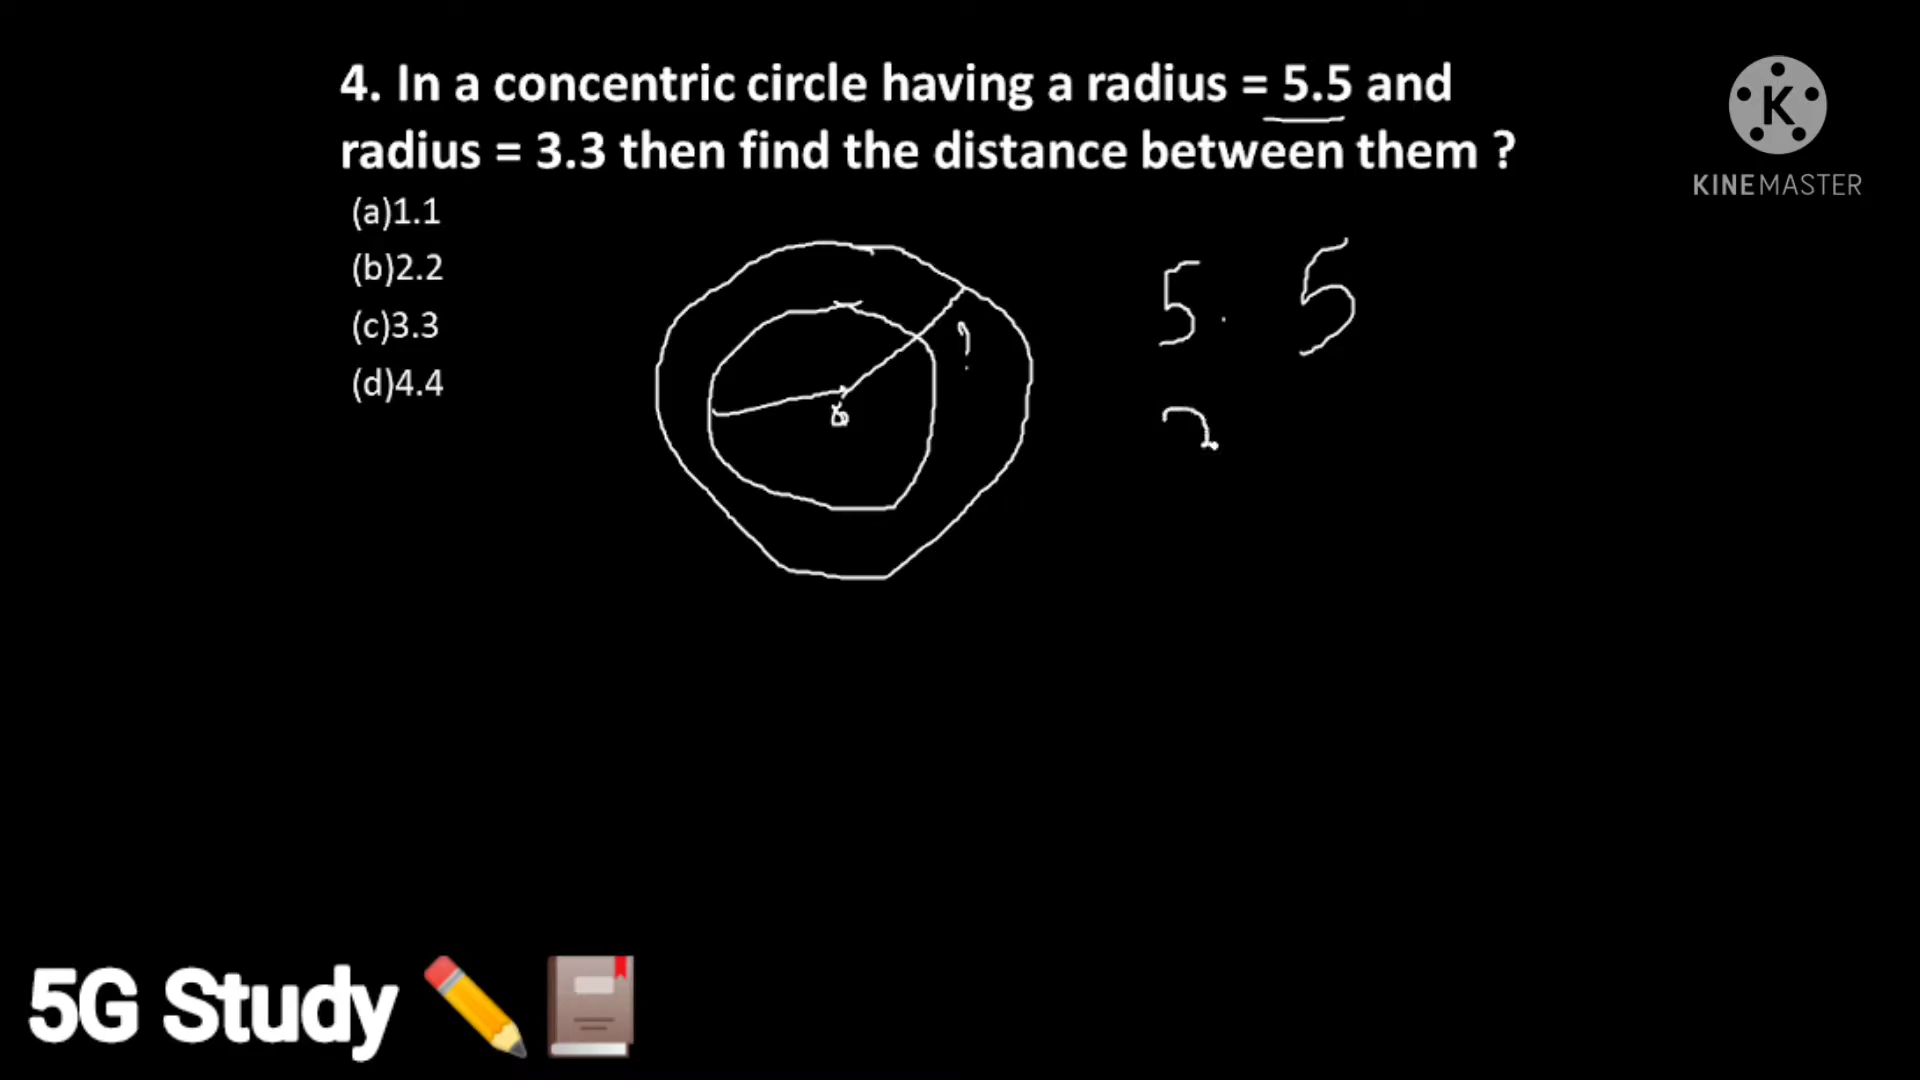 4. In a concentric circle having a radius = 5.5 and
radius = 3.3 then find the distance between them ?
(a)1.1
(b)2.2
(c)3.3
(d)4.4
?
5. 5
K
KINEMASTER
5G Study